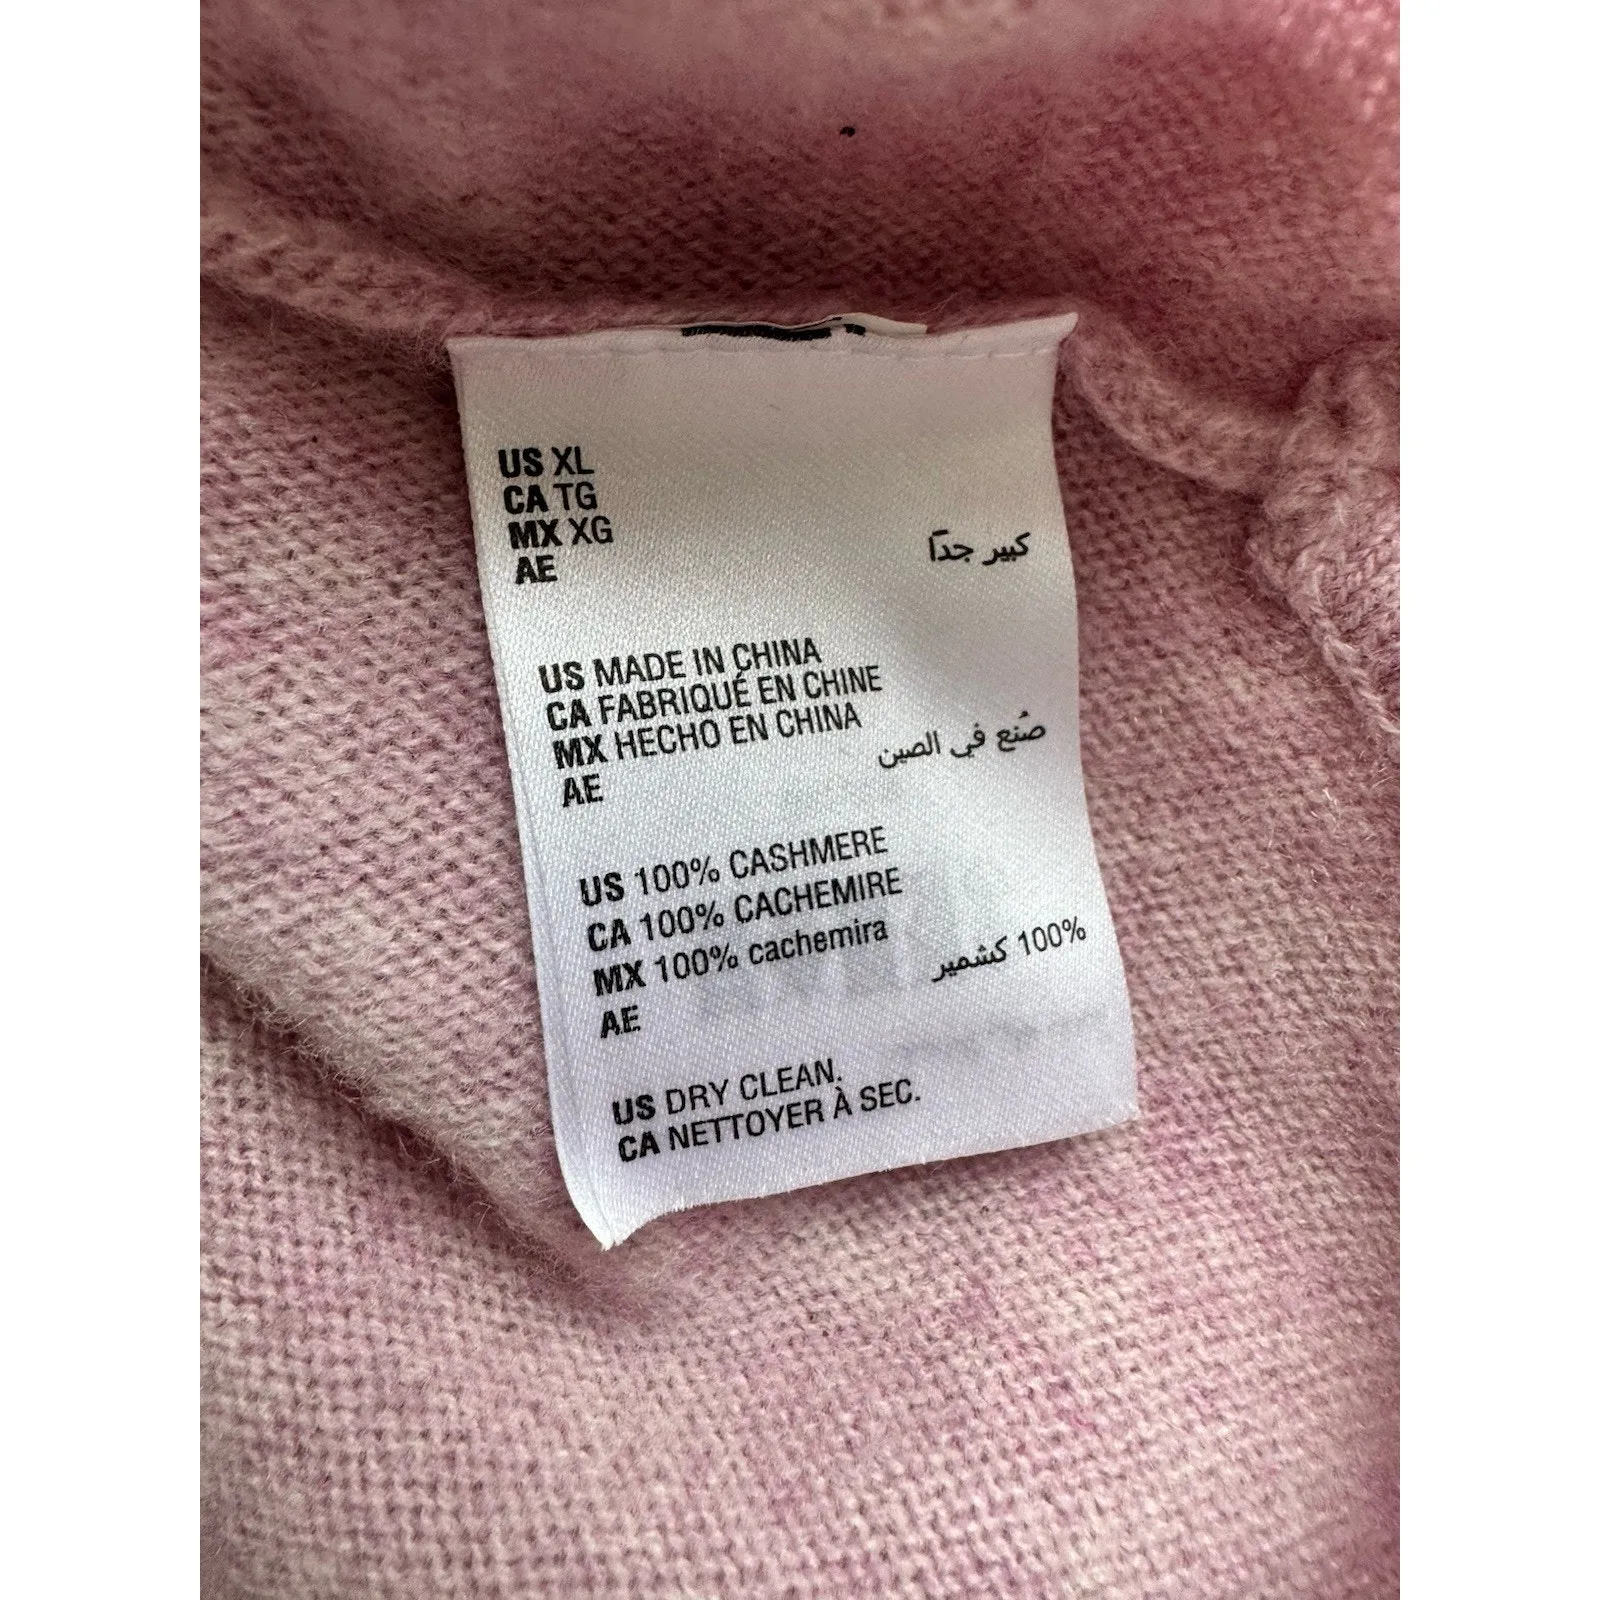 US XL
CA TG
MX XG
AE كبير جدًا
US MADE IN CHINA
CA FABRIQUÉ EN CHINE
MX HECHO EN CHINA
AE صُنع في الصين
US 100% CASHMERE
CA 100% CACHEMIRE
MX 100% cachemira
AE 100% كشمير
US DRY CLEAN.
CA NETTOYER À SEC.